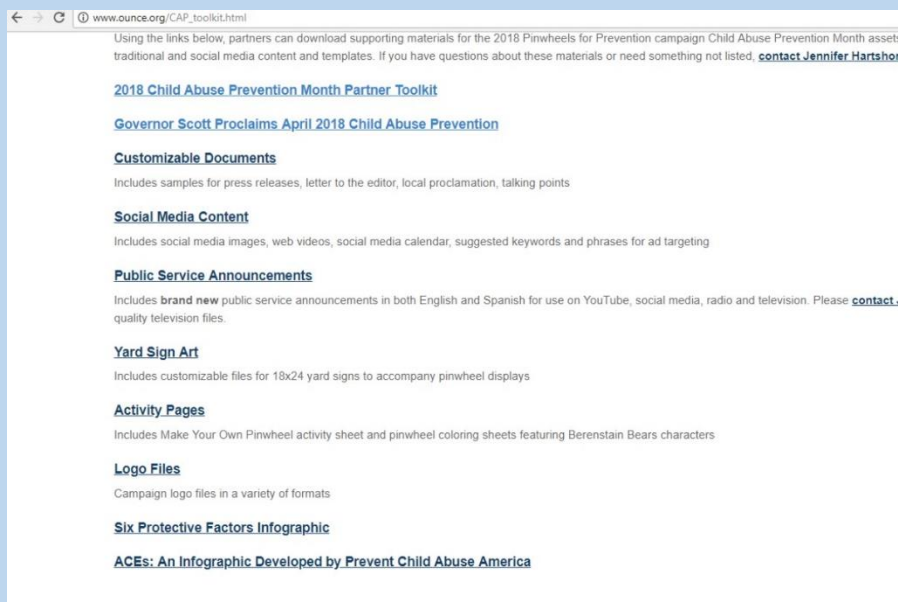 www.ounce.org/CAP_toolkit.html
Using the links below, partners can download supporting materials for the 2018 Pinwheels for Prevention campaign Child Abuse Prevention Month assets
traditional and social media content and templates. If you have questions about these materials or need something not listed, contact Jennifer Hartshor
2018 Child Abuse Prevention Month Partner Toolkit
Governor Scott Proclaims April 2018 Child Abuse Prevention
Customizable Documents
Includes samples for press releases, letter to the editor, local proclamation, talking points
Social Media Content
Includes social media images, web videos, social media calendar, suggested keywords and phrases for ad targeting
Public Service Announcements
Includes brand new public service announcements in both English and Spanish for use on YouTube, social media, radio and television. Please contact
quality television files.
Yard Sign Art
Includes customizable files for 18x24 yard signs to accompany pinwheel displays
Activity Pages
Includes Make Your Own Pinwheel activity sheet and pinwheel coloring sheets featuring Berenstain Bears characters
Logo Files
Campaign logo files in a variety of formats
Six Protective Factors Infographic
ACEs: An Infographic Developed by Prevent Child Abuse America